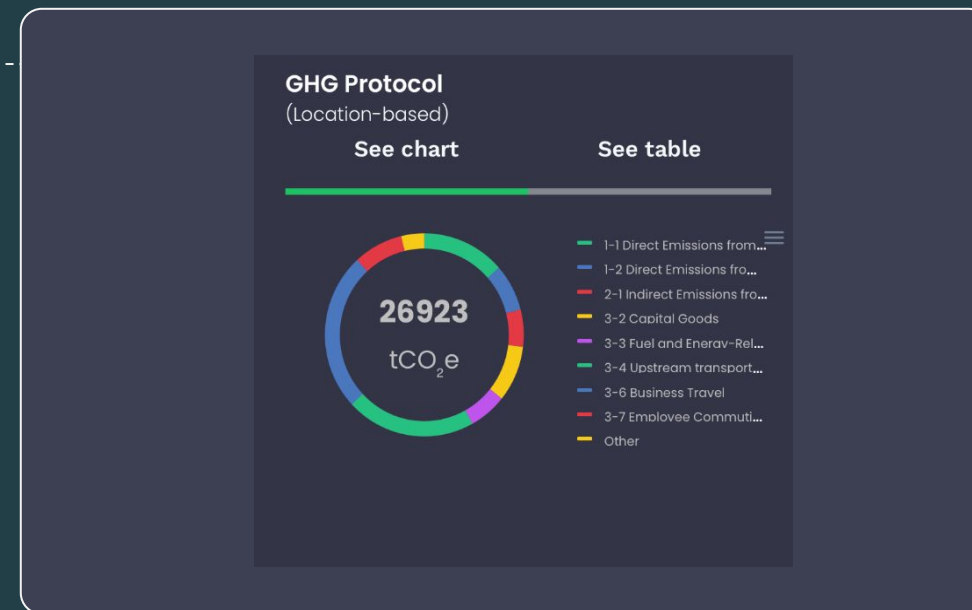 GHG Protocol
(Location-based)
See chart
See table
26923
tCO₂e
1-1 Direct Emissions from...
1-2 Direct Emissions fro...
2-1 Indirect Emissions fro...
3-2 Capital Goods
3-3 Fuel and Energy-Rel...
3-4 Upstream transport...
3-6 Business Travel
3-7 Employee Commuti...
Other